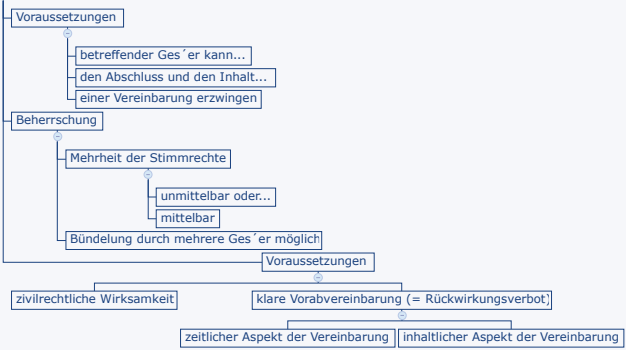 Voraussetzungen
betreffender Ges´er kann...
den Abschluss und den Inhalt...
einer Vereinbarung erzwingen
Beherrschung
Mehrheit der Stimmrechte
unmittelbar oder...
mittelbar
Bündelung durch mehrere Ges´er möglich
Voraussetzungen
zivilrechtliche Wirksamkeit
klare Vorabvereinbarung (= Rückwirkungsverbot)
zeitlicher Aspekt der Vereinbarung
inhaltlicher Aspekt der Vereinbarung